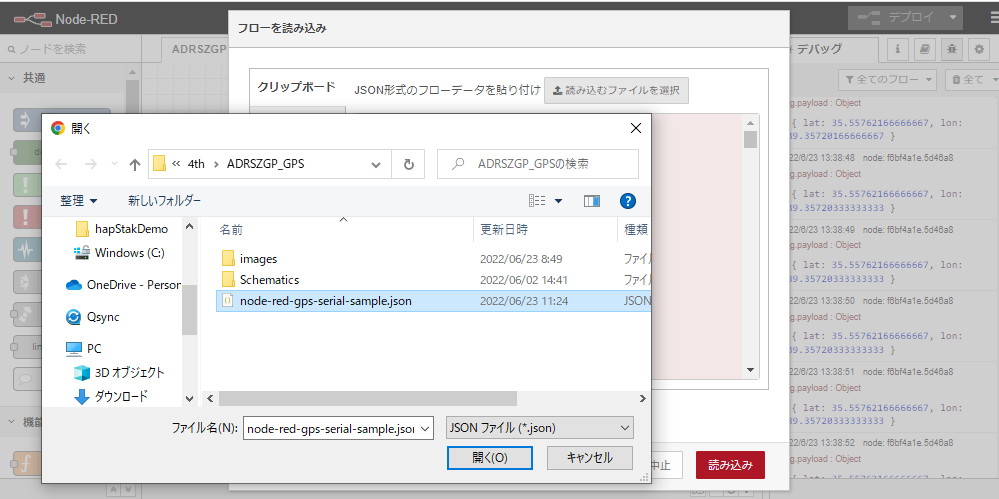 Node-RED
デプロイ
フローを読み込み
ノードを検索
ADRSZGP
デバッグ
共通
クリップボード
JSON形式のフローデータを貼り付け
読み込むファイルを選択
全てのフロー
全て
開く
4th
ADRSZGP_GPS
ADRSZGP_GPSの検索
整理
新しいフォルダー
名前
更新日時
種類
hapStakDemo
Windows (C:)
OneDrive - Person
Qsync
PC
3D オブジェクト
ダウンロード
images
2022/06/23 8:49
ファイル
Schematics
2022/06/02 14:41
ファイル
node-red-gps-serial-sample.json
2022/06/23 11:24
JSON
ファイル名(N):
node-red-gps-serial-sample.json
JSON ファイル (*.json)
開く(O)
キャンセル
中止
読み込み
機能
g.payload : Object
{ lat: 35.55762166666667, lon:
39.35720166666667 }
22/6/23 13:38:48 node: f6bf4a1e.5d46a8
g.payload : Object
{ lat: 35.55762166666667, lon:
39.35720333333333 }
22/6/23 13:38:49 node: f6bf4a1e.5d46a8
g.payload : Object
{ lat: 35.55762166666667, lon:
39.35720333333333 }
22/6/23 13:38:50 node: f6bf4a1e.5d46a8
g.payload : Object
{ lat: 35.55762166666667, lon:
39.35720333333333 }
22/6/23 13:38:51 node: f6bf4a1e.5d46a8
g.payload : Object
{ lat: 35.55762166666667, lon:
39.35720333333333 }
22/6/23 13:38:52 node: f6bf4a1e.5d46a8
g.payload : Object
{ lat: 35.55762166666667, lon:
39.35720333333333 }